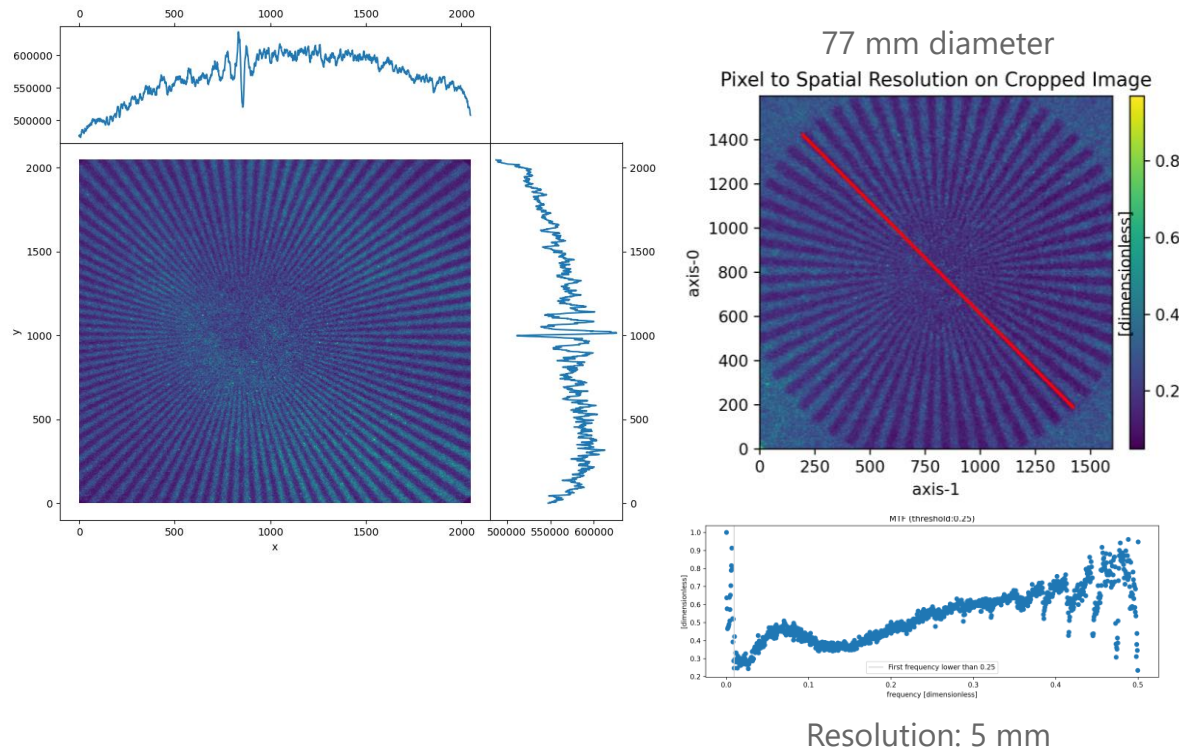 0 500 1000 1500 2000
600000
550000
500000
2000
1500
1000
500
0
y
0 500 1000 1500 2000
x
2000
1500
1000
500
0
500000 550000 600000
77 mm diameter
Pixel to Spatial Resolution on Cropped Image
1400
1200
1000
800
600
400
200
0
axis-0
0 250 500 750 1000 1250 1500
axis-1
0.8
0.6
0.4
0.2
[dimensionless]
MTF (threshold:0.25)
1.0
0.9
0.8
0.7
0.6
0.5
0.4
0.3
0.2
[dimensionless]
First frequency lower than 0.25
0.0 0.1 0.2 0.3 0.4 0.5
frequency [dimensionless]
Resolution: 5 mm